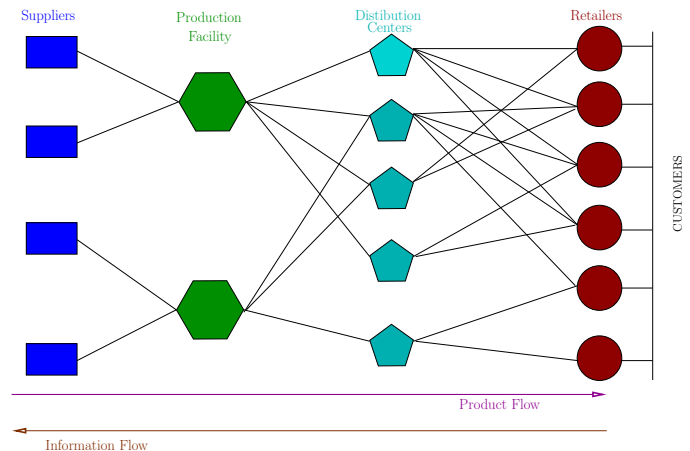 Suppliers
Production
Facility
Distibution
Centers
Retailers
CUSTOMERS
Product Flow
Information Flow